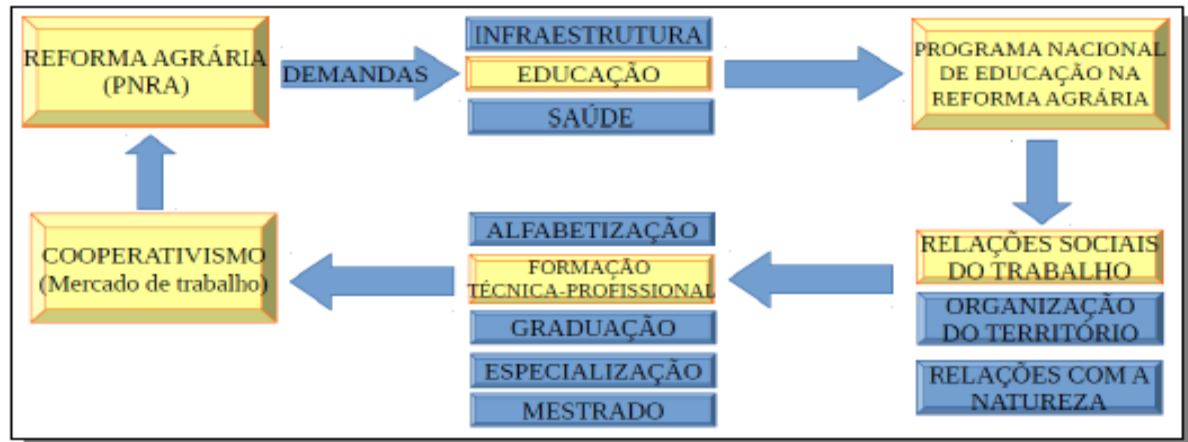 REFORMA AGRÁRIA
(PNRA)
DEMANDAS
INFRAESTRUTURA
EDUCAÇÃO
SAÚDE
PROGRAMA NACIONAL
DE EDUCAÇÃO NA
REFORMA AGRÁRIA
RELAÇÕES SOCIAIS
DO TRABALHO
ORGANIZAÇÃO
DO TERRITÓRIO
RELAÇÕES COM A
NATUREZA
ALFABETIZAÇÃO
FORMAÇÃO
TÉCNICA-PROFISSIONAL
GRADUAÇÃO
ESPECIALIZAÇÃO
MESTRADO
COOPERATIVISMO
(Mercado de trabalho)